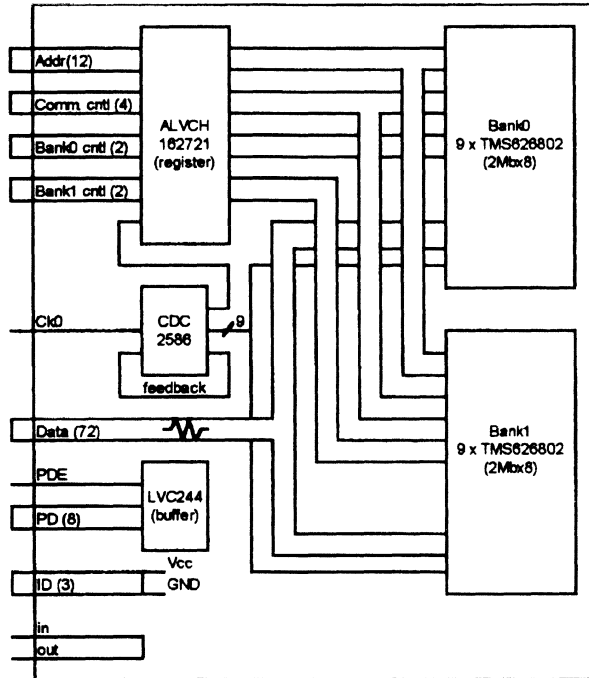 Addr(12)
Comm. cntl (4)
Bank0 cntl (2)
Bank1 cntl (2)
ALVCH
162721
(register)
Bank0
9 x TMS626802
(2Mbx8)
Clk0
CDC
2586
9
feedback
Data (72)
Bank1
9 x TMS626802
(2Mbx8)
PDE
PD (8)
LVC244
(buffer)
Vcc
ID (3)
GND
in
out